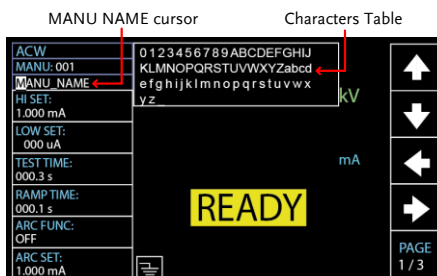 MANU NAME cursor
Characters Table
ACW
MANU: 001
MANU_NAME
HI SET:
1.000 mA
LOW SET:
000 uA
TEST TIME:
000.3 s
RAMP TIME:
000.1 s
ARC FUNC:
OFF
ARC SET:
1.000 mA
0123456789ABCDEFGHIJ
KLMNOPQRSTUVWXYZabcd
efghijklmnopqrstuvwx
yz_
kV
mA
READY
PAGE
1/3